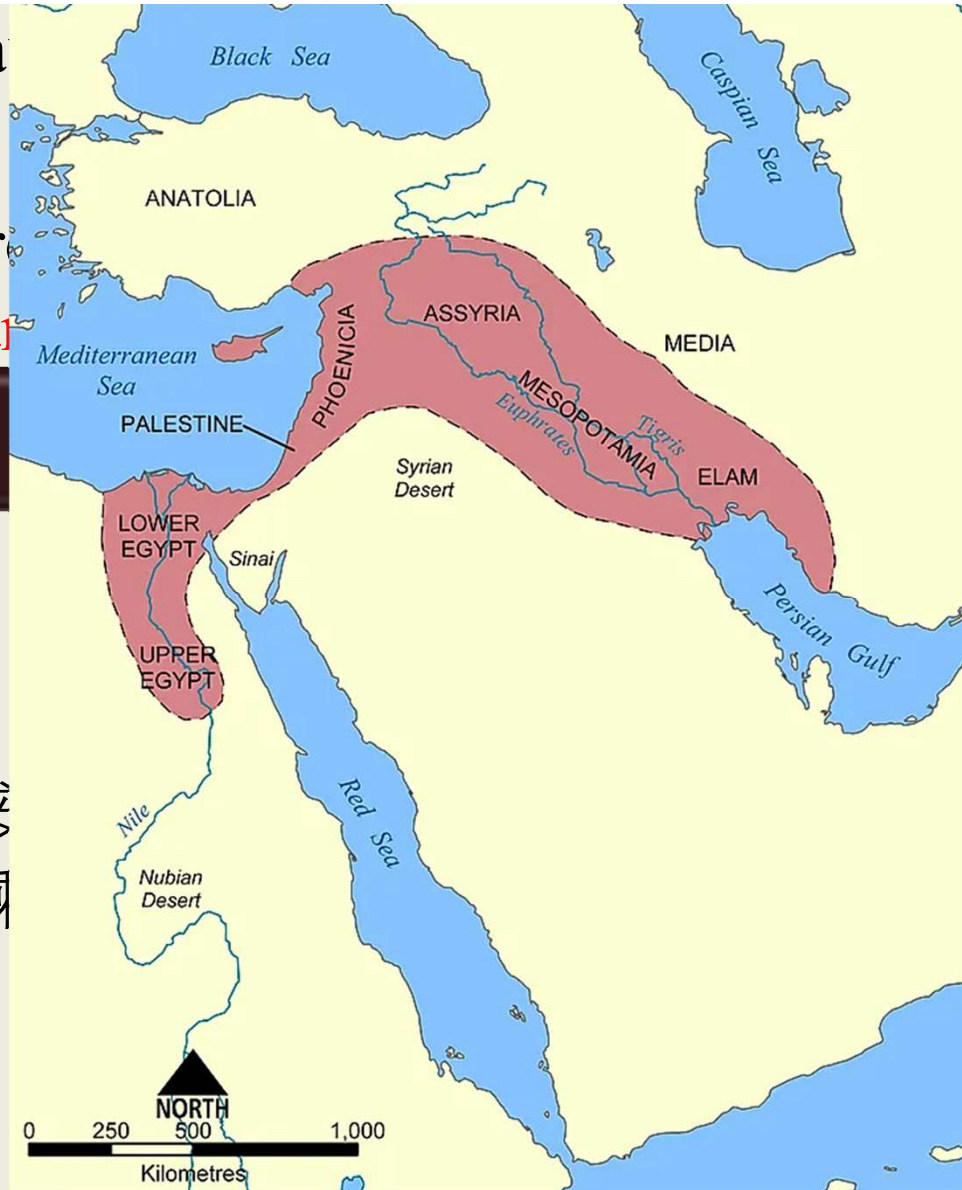 Black Sea
Caspian Sea
ANATOLIA
ASSYRIA
MEDIA
PHOENICIA
Mediterranean
Sea
MESOPOTAMIA
Euphrates
Tigris
PALESTINE
ELAM
Syrian
Desert
LOWER
EGYPT
Sinai
Persian Gulf
UPPER
EGYPT
Red Sea
Nile
Nubian
Desert
NORTH
0 250 500 1,000
Kilometres